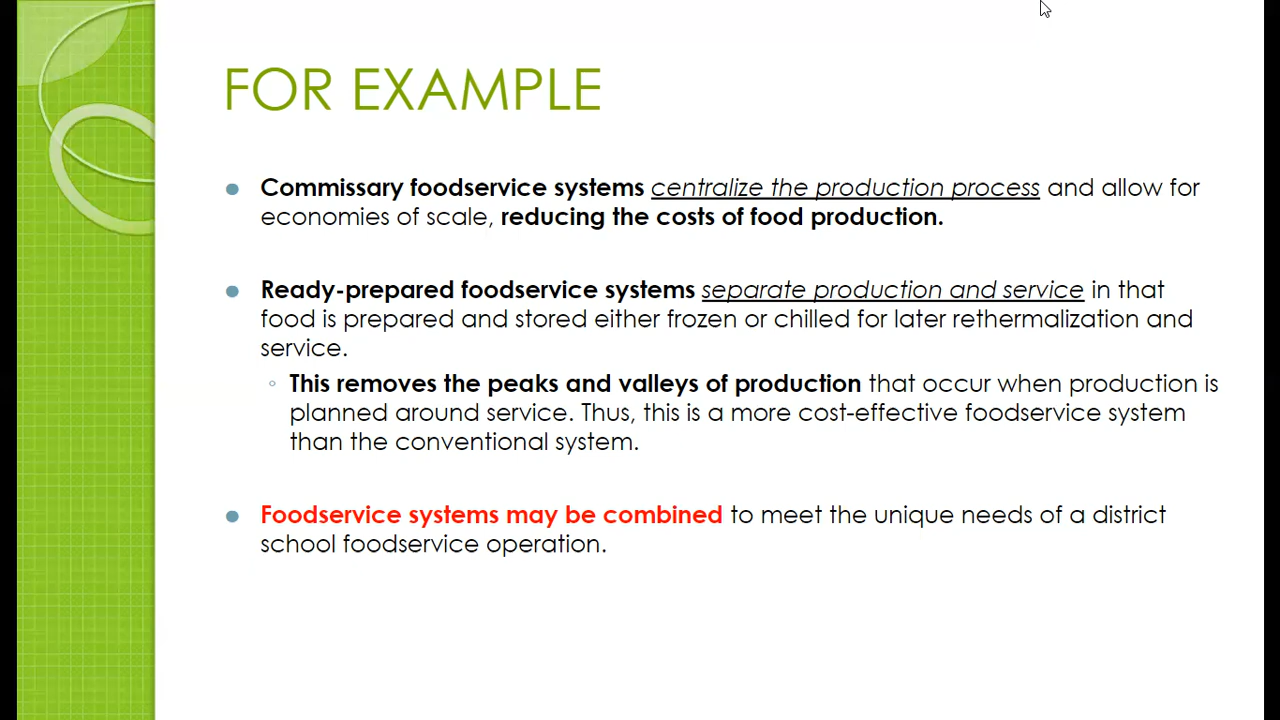 FOR EXAMPLE
Commissary foodservice systems centralize the production process and allow for
economies of scale, reducing the costs of food production.
Ready-prepared foodservice systems separate production and service in that
food is prepared and stored either frozen or chilled for later rethermalization and
service.
This removes the peaks and valleys of production that occur when production is
planned around service. Thus, this is a more cost-effective foodservice system
than the conventional system.
Foodservice systems may be combined to meet the unique needs of a district
school foodservice operation.